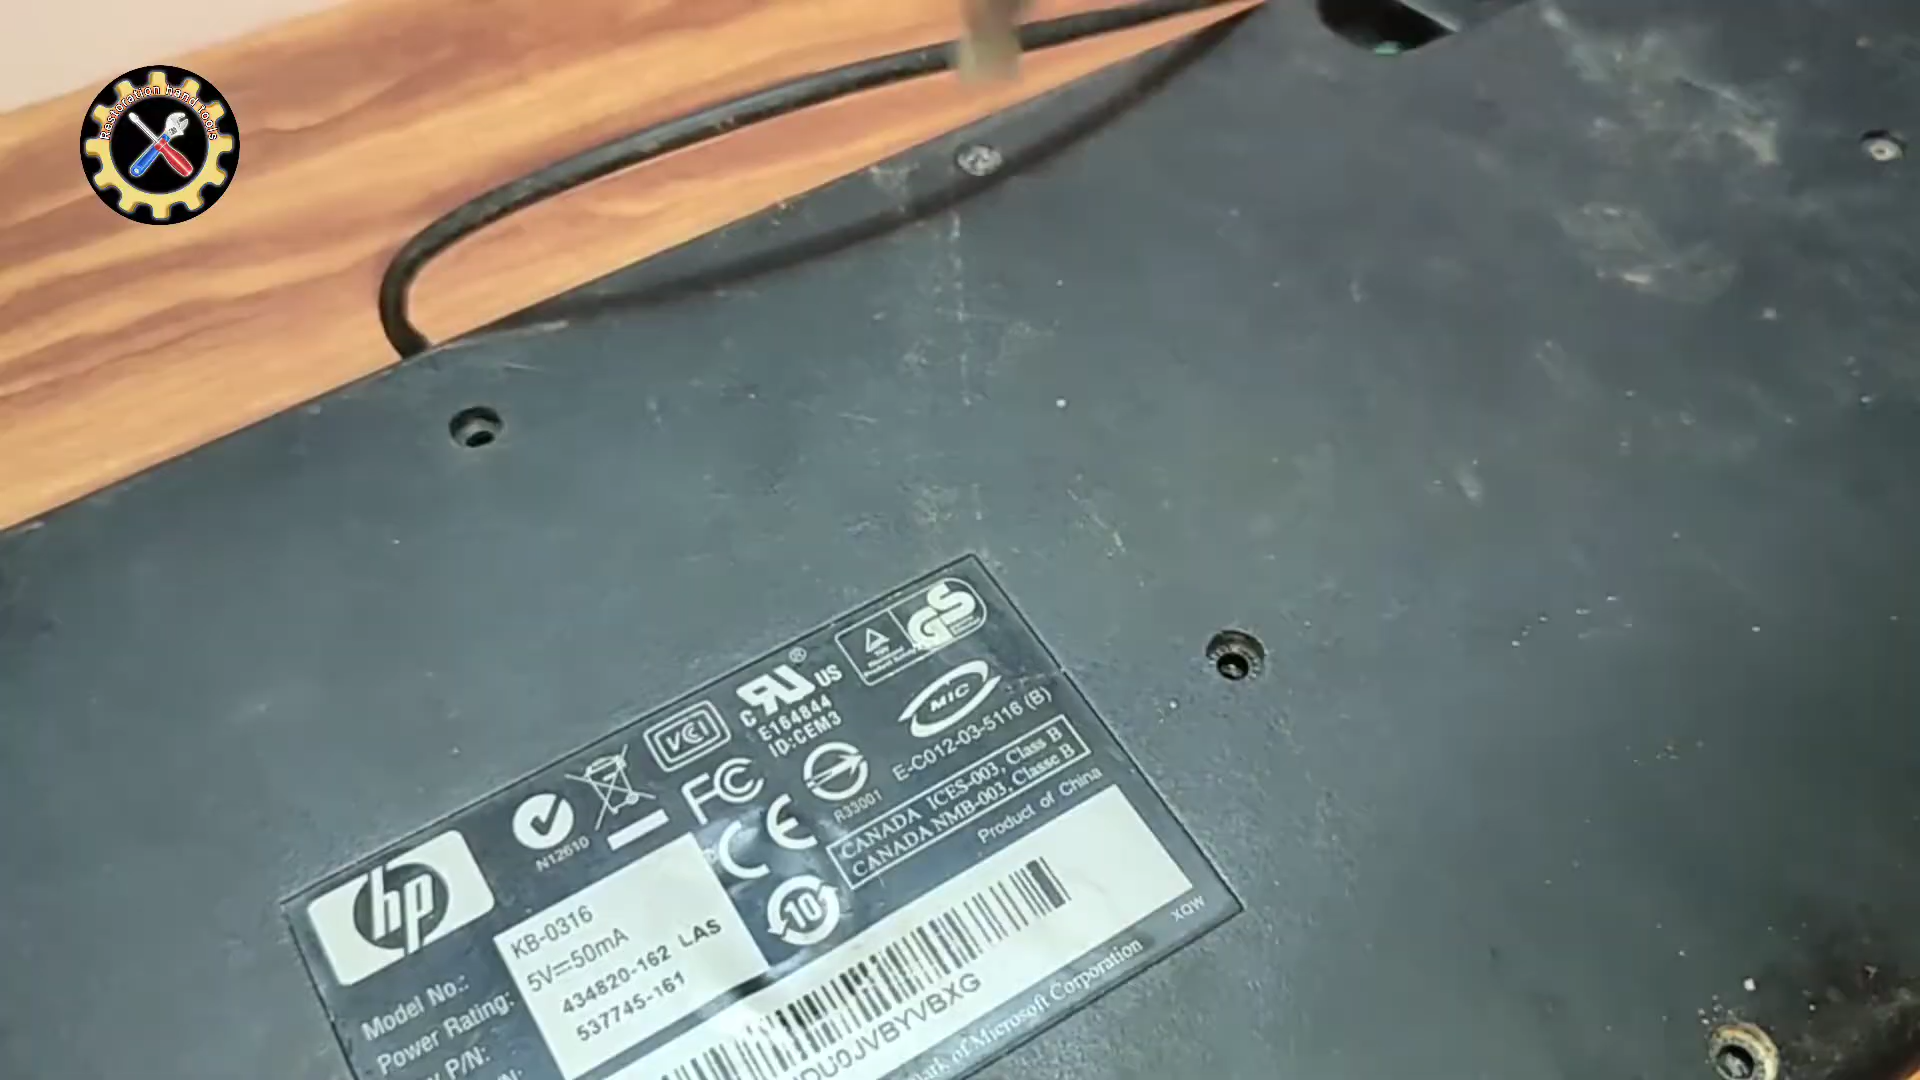 Restoration hand tools
GS
VCI
C RU US
®
E164844
ID:CEM3
MIC
E-C012-03-5116 (B)
N12610
FC
CE
R33001
CANADA ICES-003, Class B
CANADA NMB-003, Classe B
Product of China
10
hp
Model No.: KB-0316
Power Rating: 5V⎓50mA
P/N: 434820-162 LAS
537745-161
DU0JVBYVBXG
XQW
of Microsoft Corporation